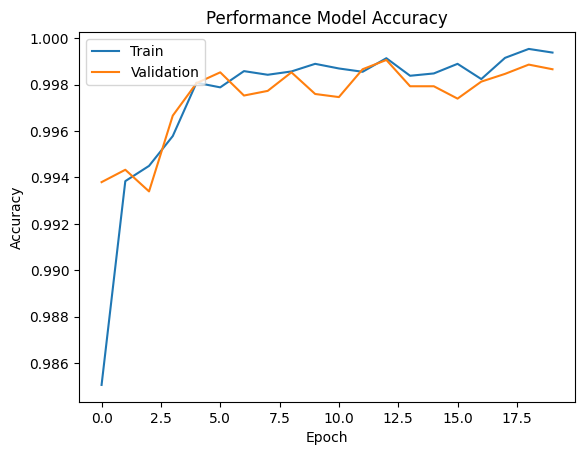 Performance Model Accuracy
Train
Validation
1.000
0.998
0.996
0.994
0.992
0.990
0.988
0.986
Accuracy
0.0 2.5 5.0 7.5 10.0 12.5 15.0 17.5
Epoch